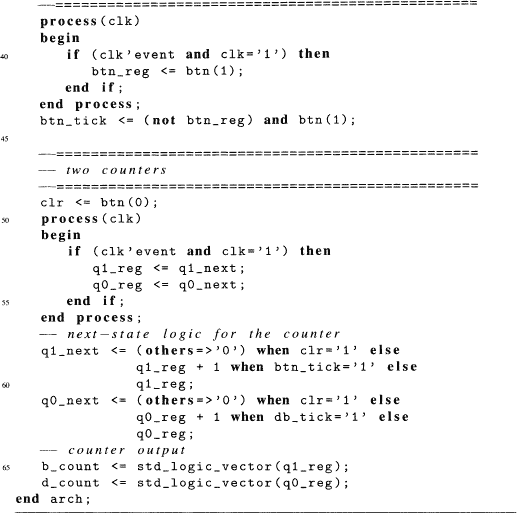 --================================================
process(clk)
begin
40 if (clk'event and clk='1') then
btn_reg <= btn(1);
end if;
end process;
btn_tick <= (not btn_reg) and btn(1);
45
--================================================
-- two counters
--================================================
clr <= btn(0);
50 process(clk)
begin
if (clk'event and clk='1') then
q1_reg <= q1_next;
q0_reg <= q0_next;
55 end if;
end process;
-- next-state logic for the counter
q1_next <= (others=>'0') when clr='1' else
q1_reg + 1 when btn_tick='1' else
60 q1_reg;
q0_next <= (others=>'0') when clr='1' else
q0_reg + 1 when db_tick='1' else
q0_reg;
-- counter output
65 b_count <= std_logic_vector(q1_reg);
d_count <= std_logic_vector(q0_reg);
end arch;